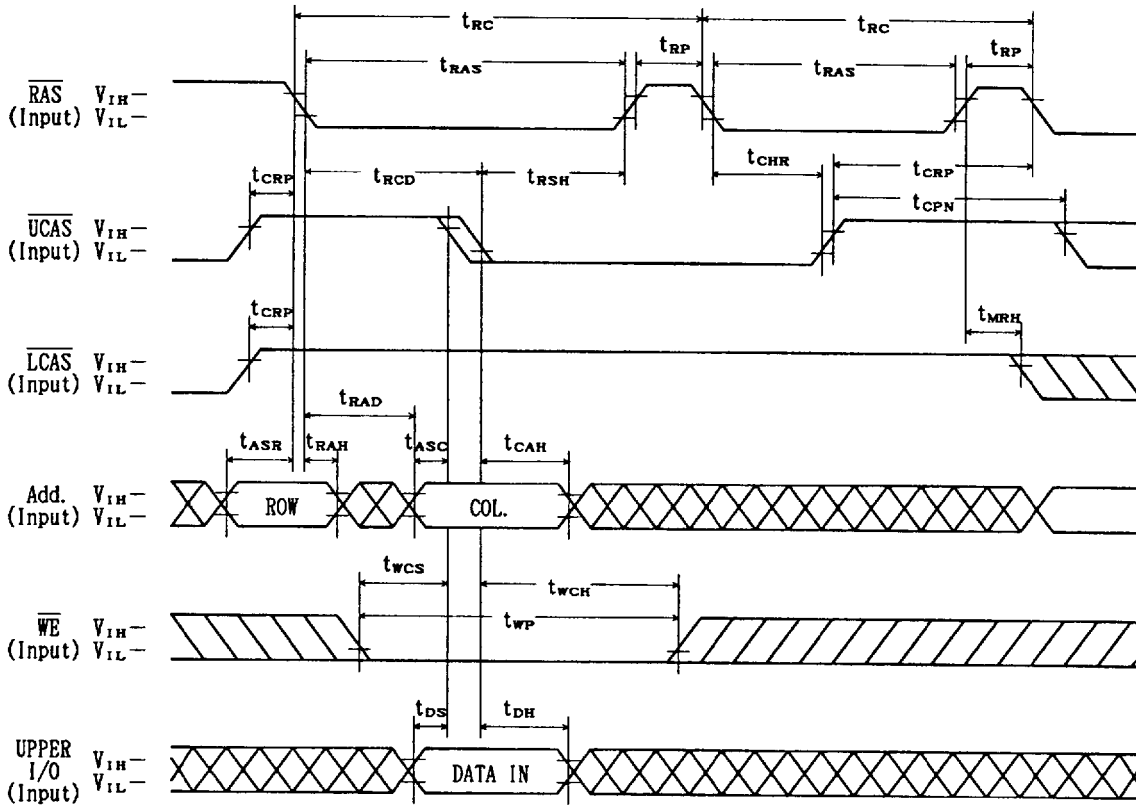 tRC tRC
tRP tRP
tRAS tRAS
RAS VIH
(Input) VIL
tCHR
tCRP tRCD tRSH tCRP
tCPN
UCAS VIH
(Input) VIL
tCRP tMRH
LCAS VIH
(Input) VIL
tRAD
tASR tRAH tASC tCAH
Add. VIH
(Input) VIL
ROW COL.
tWCS tWCH
tWP
WE VIH
(Input) VIL
tDS tDH
UPPER
I/O VIH
(Input) VIL
DATA IN